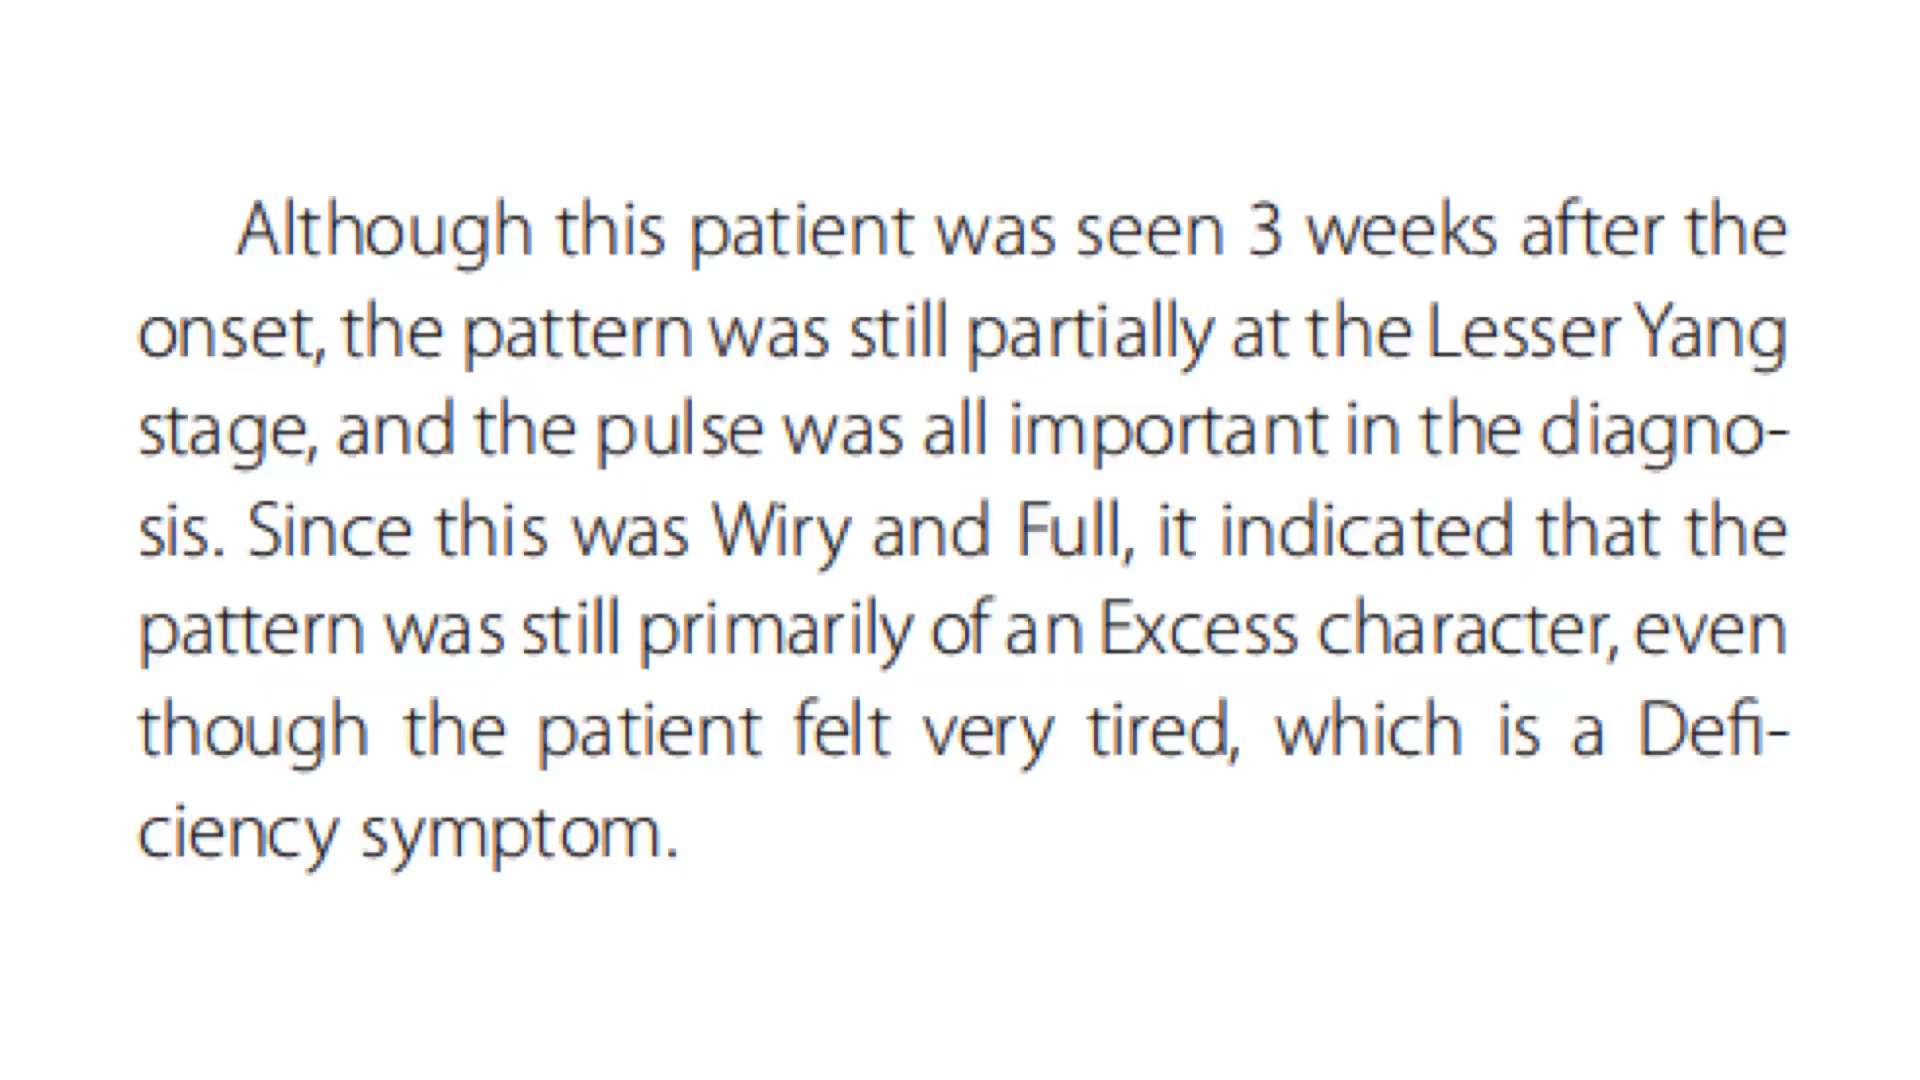 Although this patient was seen 3 weeks after the
onset, the pattern was still partially at the Lesser Yang
stage, and the pulse was all important in the diagno-
sis. Since this was Wiry and Full, it indicated that the
pattern was still primarily of an Excess character, even
though the patient felt very tired, which is a Defi-
ciency symptom.